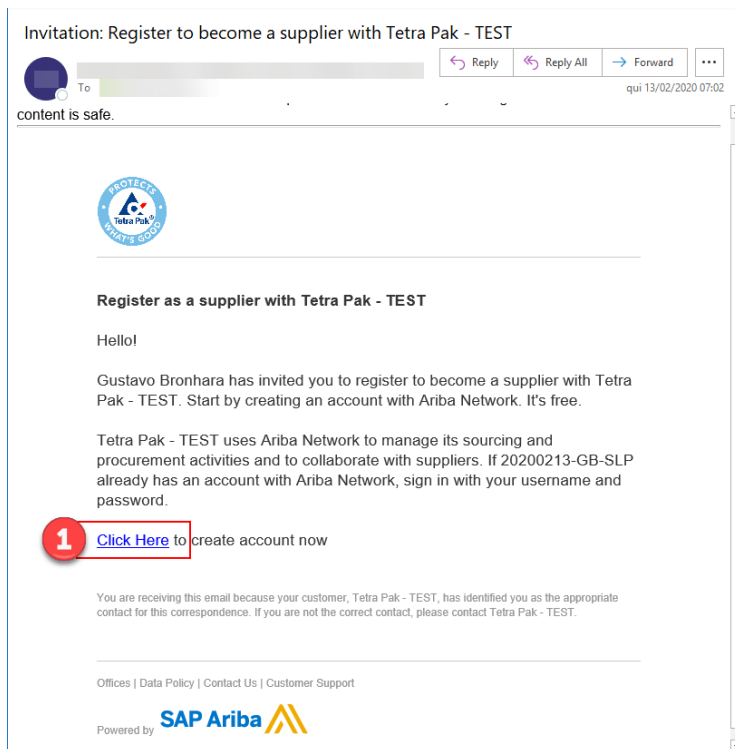 Invitation: Register to become a supplier with Tetra Pak - TEST
Reply
Reply All
Forward
To
qui 13/02/2020 07:02
content is safe.
PROTECTS
Tetra Pak®
WHAT'S GOOD
Register as a supplier with Tetra Pak - TEST
Hello!
Gustavo Bronhara has invited you to register to become a supplier with Tetra
Pak - TEST. Start by creating an account with Ariba Network. It's free.
Tetra Pak - TEST uses Ariba Network to manage its sourcing and
procurement activities and to collaborate with suppliers. If 20200213-GB-SLP
already has an account with Ariba Network, sign in with your username and
password.
1 Click Here to create account now
You are receiving this email because your customer, Tetra Pak - TEST, has identified you as the appropriate
contact for this correspondence. If you are not the correct contact, please contact Tetra Pak - TEST.
Offices | Data Policy | Contact Us | Customer Support
Powered by SAP Ariba